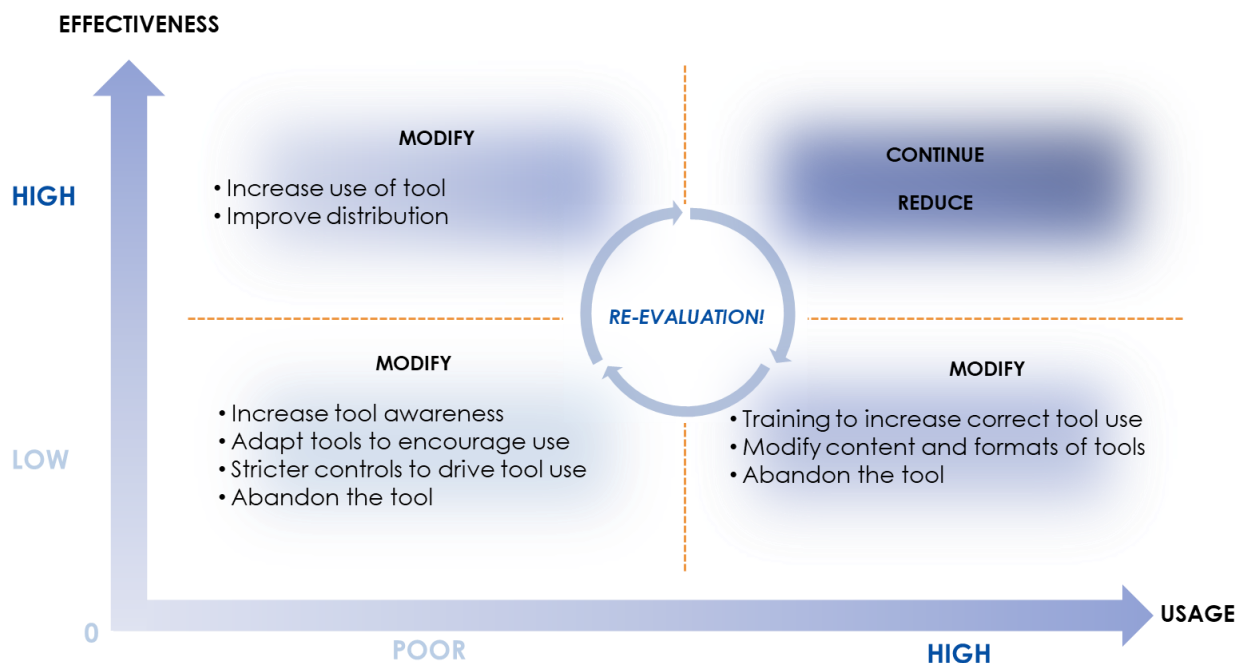 EFFECTIVENESS
HIGH
LOW
0
MODIFY
• Increase use of tool
• Improve distribution
CONTINUE
REDUCE
RE-EVALUATION!
MODIFY
• Increase tool awareness
• Adapt tools to encourage use
• Stricter controls to drive tool use
• Abandon the tool
MODIFY
• Training to increase correct tool use
• Modify content and formats of tools
• Abandon the tool
POOR
HIGH
USAGE